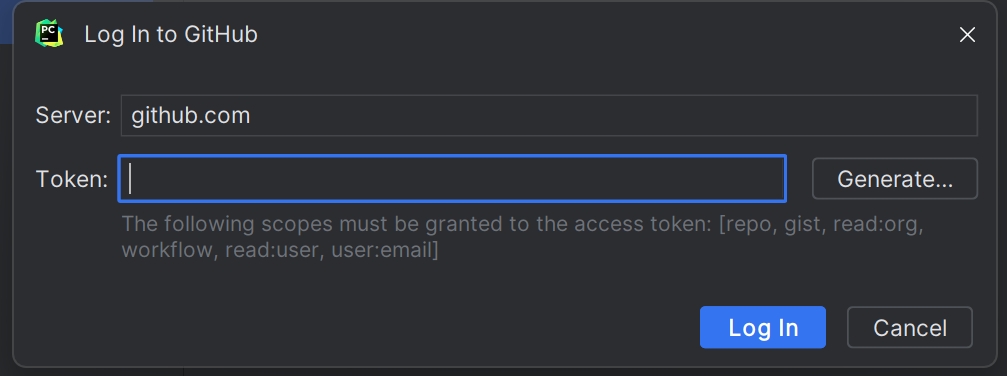 PC
Log In to GitHub
Server: github.com
Token:
Generate...
The following scopes must be granted to the access token: [repo, gist, read:org,
workflow, read:user, user:email]
Log In
Cancel